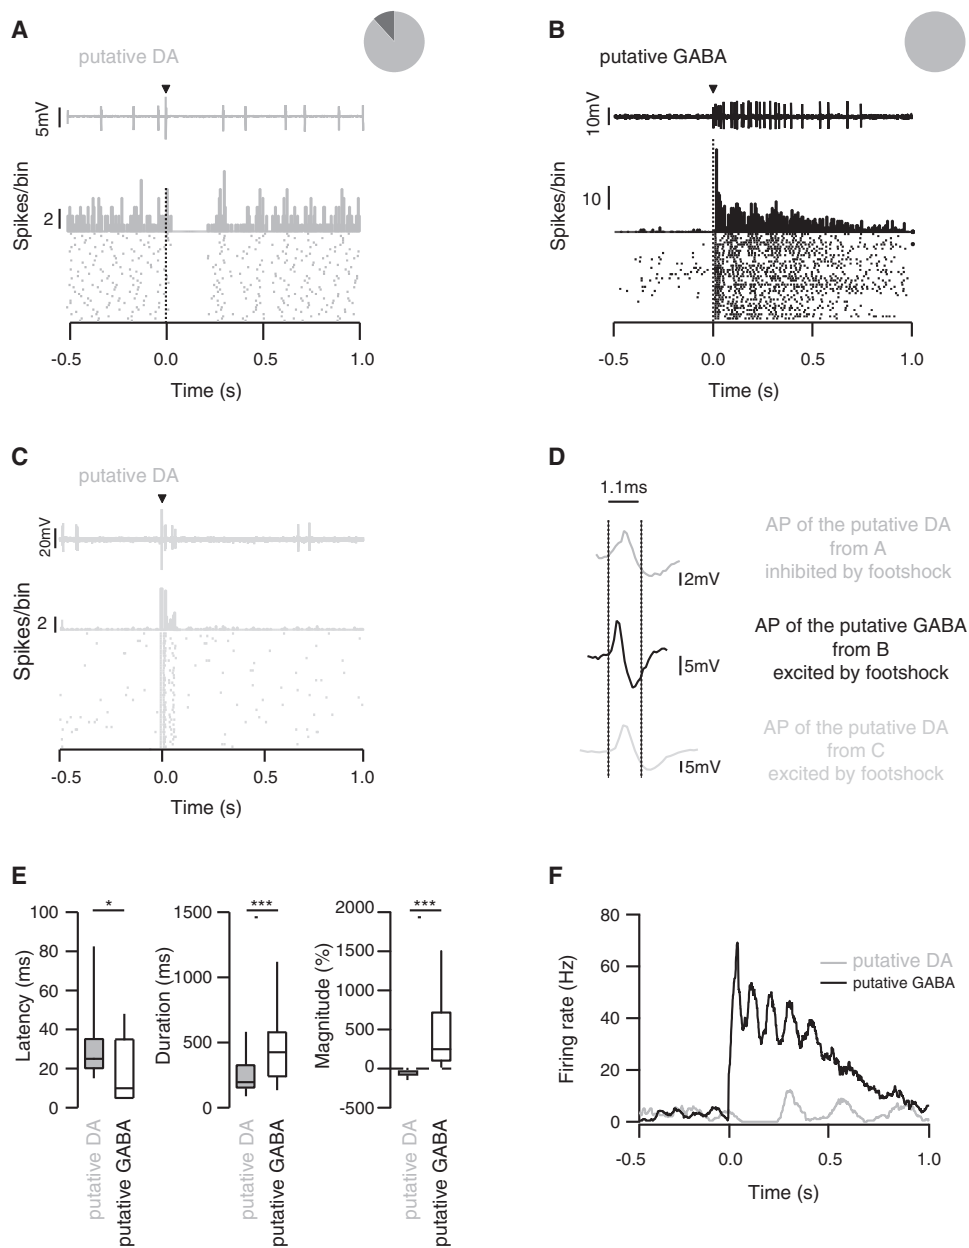 A
putative DA
5mV
Spikes/bin
2
-0.5 0.0 0.5 1.0
Time (s)
B
putative GABA
10mV
Spikes/bin
10
-0.5 0.0 0.5 1.0
Time (s)
C
putative DA
20mV
Spikes/bin
2
-0.5 0.0 0.5 1.0
Time (s)
D
1.1ms
2mV
AP of the putative DA
from A
inhibited by footshock
5mV
AP of the putative GABA
from B
excited by footshock
5mV
AP of the putative DA
from C
excited by footshock
E
Latency (ms)
100
80
60
40
20
0
*
putative DA
putative GABA
Duration (ms)
1500
1000
500
0
***
putative DA
putative GABA
Magnitude (%)
2000
1500
1000
500
0
-500
***
putative DA
putative GABA
F
Firing rate (Hz)
80
60
40
20
0
putative DA
putative GABA
-0.5 0.0 0.5 1.0
Time (s)